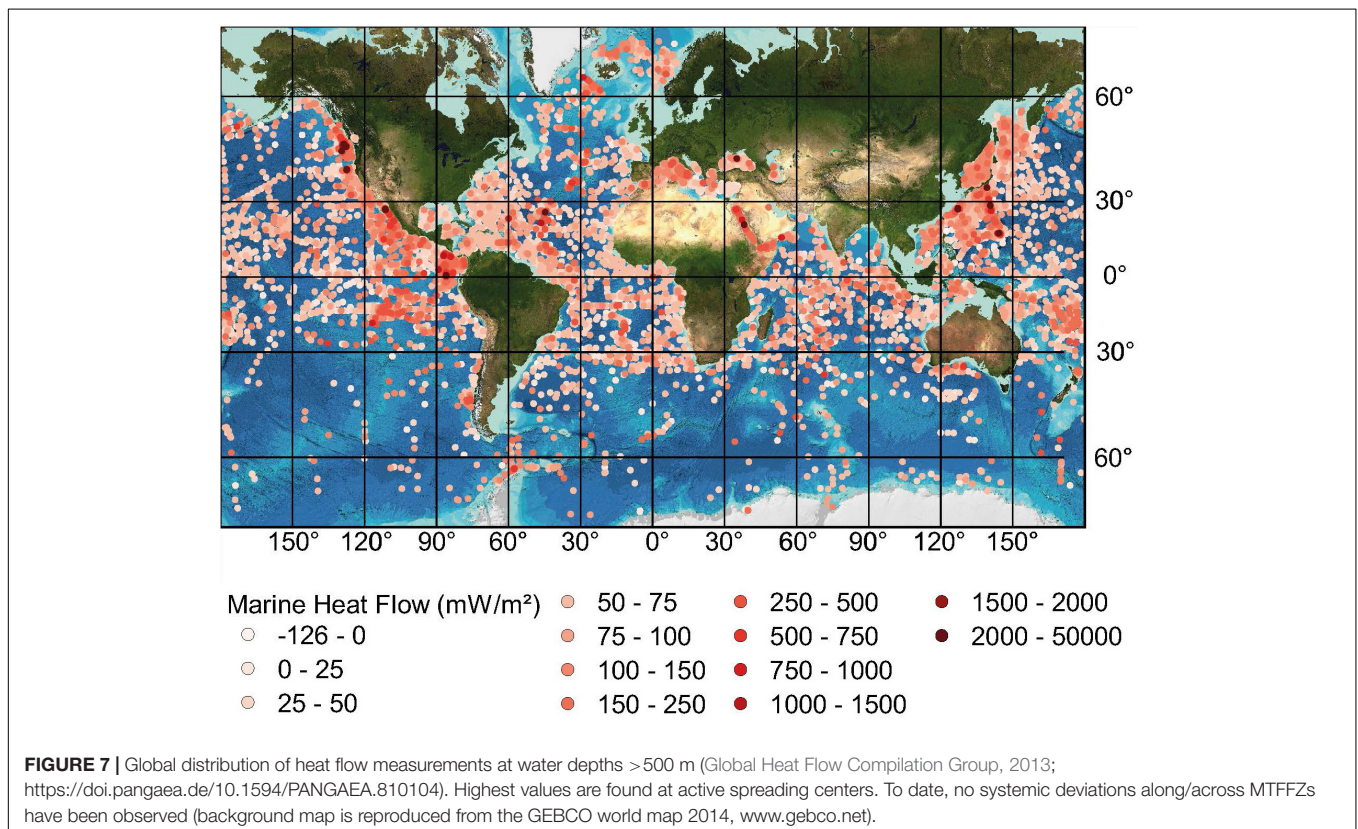 60°
30°
0°
30°
60°
150° 120° 90° 60° 30° 0° 30° 60° 90° 120° 150°
Marine Heat Flow (mW/m²)
-126 - 0
0 - 25
25 - 50
50 - 75
75 - 100
100 - 150
150 - 250
250 - 500
500 - 750
750 - 1000
1000 - 1500
1500 - 2000
2000 - 50000
FIGURE 7 | Global distribution of heat flow measurements at water depths >500 m (Global Heat Flow Compilation Group, 2013;
https://doi.pangaea.de/10.1594/PANGAEA.810104). Highest values are found at active spreading centers. To date, no systemic deviations along/across MTFFZs
have been observed (background map is reproduced from the GEBCO world map 2014, www.gebco.net).